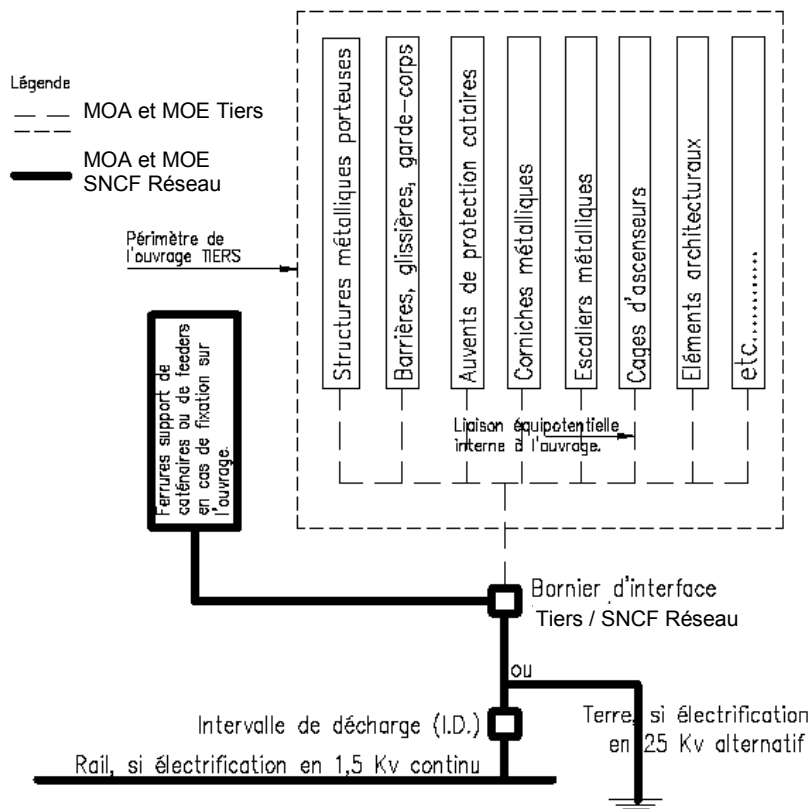 Légende
MOA et MOE Tiers
MOA et MOE
SNCF Réseau
Périmètre de
l'ouvrage TIERS
Structures métalliques porteuses
Barrières, glissières, garde-corps
Auvents de protection cataires
Corniches métalliques
Escaliers métalliques
Cages d'ascenseurs
Eléments architecturaux
etc............
Ferrures support de
caténaires ou de feeders
en cas de fixation sur
l'ouvrage.
Liaison équipotentielle
interne à l'ouvrage.
Bornier d'interface
Tiers / SNCF Réseau
ou
Intervalle de décharge (I.D.)
Terre, si électrification
en 25 Kv alternatif
Rail, si électrification en 1,5 Kv continu